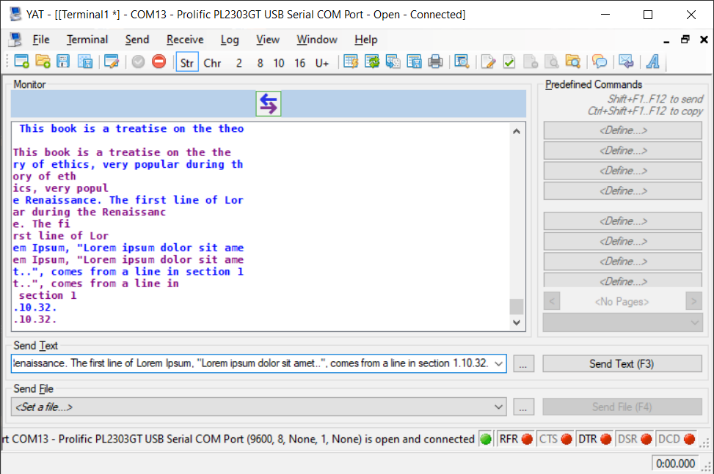 YAT - [[Terminal1 *] - COM13 - Prolific PL2303GT USB Serial COM Port - Open - Connected]
File Terminal Send Receive Log View Window Help
Str Chr 2 8 10 16 U+
Monitor
This book is a treatise on the theo
This book is a treatise on the the
ry of ethics, very popular during th
ory of eth
ics, very popul
e Renaissance. The first line of Lor
ar during the Renaissanc
e. The fi
rst line of Lor
em Ipsum, "Lorem ipsum dolor sit ame
em Ipsum, "Lorem ipsum dolor sit ame
t..", comes from a line in section 1
t..", comes from a line in
section 1
.10.32.
.10.32.
Predefined Commands
Shift+F1..F12 to send
Ctrl+Shift+F1..F12 to copy
<Define...>
<Define...>
<Define...>
<Define...>
<Define...>
<Define...>
<Define...>
<Define...>
< <No Pages> >
Send Text
lenaissance. The first line of Lorem Ipsum, "Lorem ipsum dolor sit amet..", comes from a line in section 1.10.32. ... Send Text (F3)
Send File
<Set a file...> ... Send File (F4)
rt COM13 - Prolific PL2303GT USB Serial COM Port (9600, 8, None, 1, None) is open and connected RFR CTS DTR DSR DCD
0:00.000